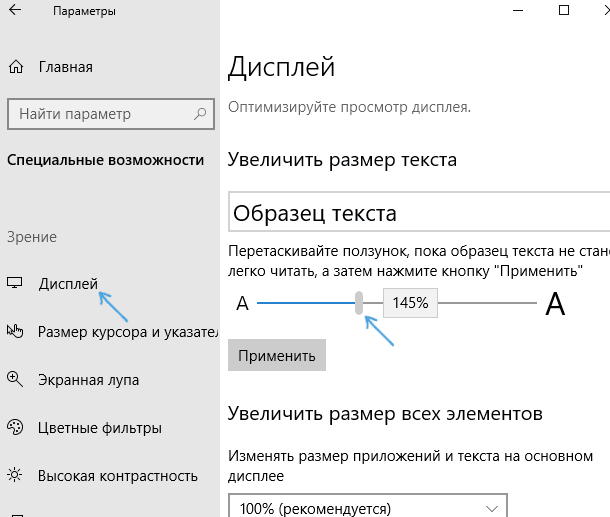 Параметры
Главная
Найти параметр
Специальные возможности
Зрение
Дисплей
Размер курсора и указате
Экранная лупа
Цветные фильтры
Высокая контрастность
Дисплей
Оптимизируйте просмотр дисплея.
Увеличить размер текста
Образец текста
Перетаскивайте ползунок, пока образец текста не стан
легко читать, а затем нажмите кнопку "Применить"
A 145% A
Применить
Увеличить размер всех элементов
Изменять размер приложений и текста на основном
дисплее
100% (рекомендуется)